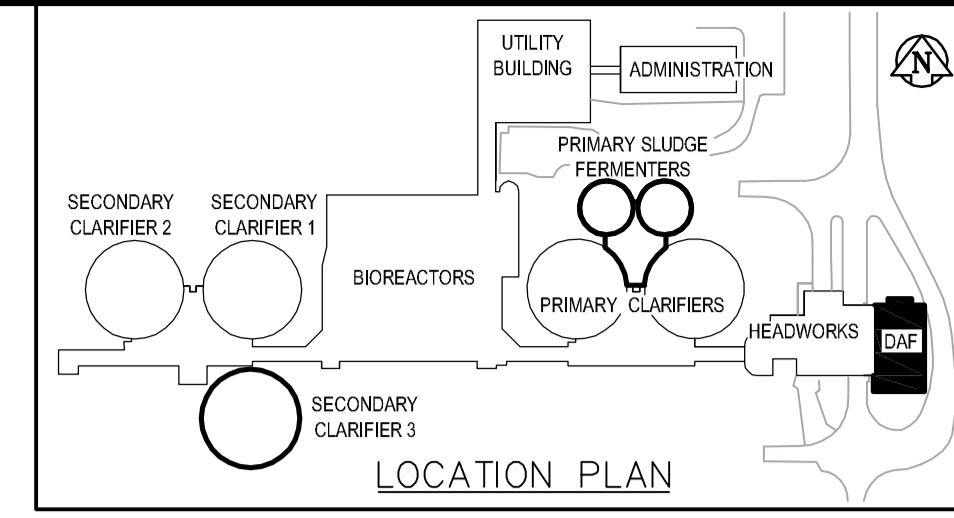 UTILITY
BUILDING
ADMINISTRATION
N
PRIMARY SLUDGE
FERMENTERS
SECONDARY
CLARIFIER 2
SECONDARY
CLARIFIER 1
BIOREACTORS
PRIMARY CLARIFIERS
HEADWORKS
DAF
SECONDARY
CLARIFIER 3
LOCATION PLAN